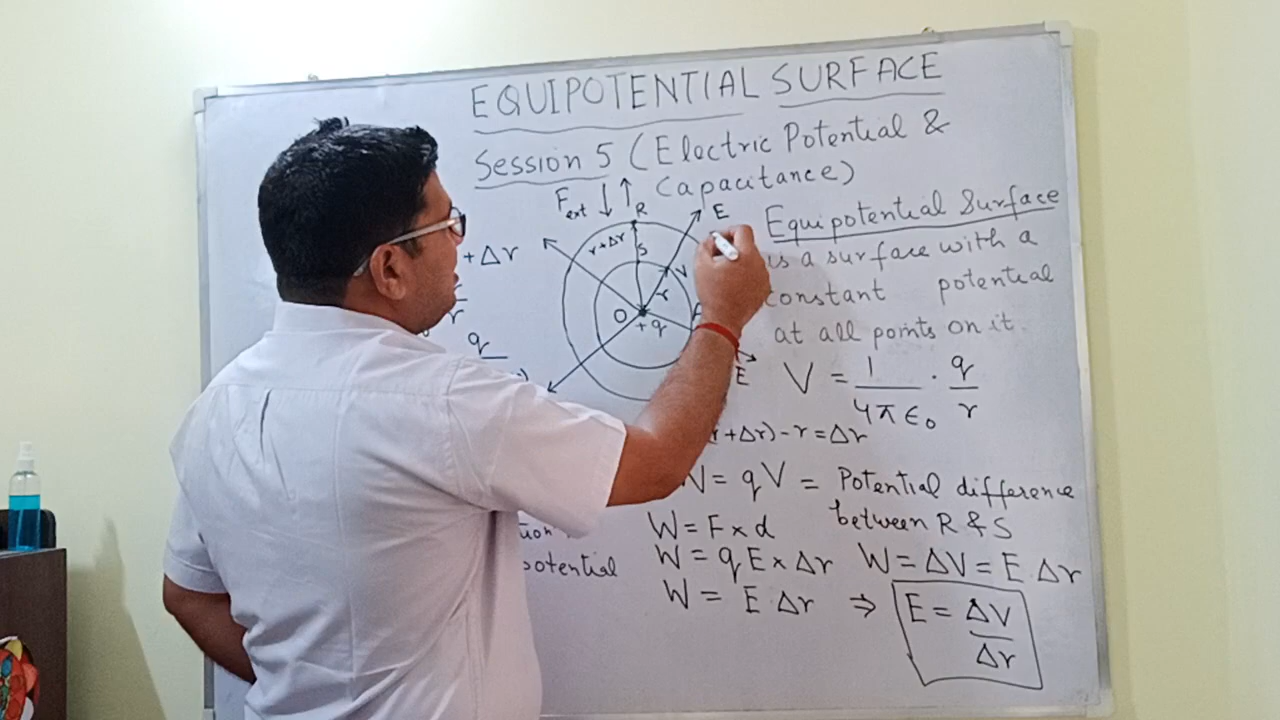 EQUIPOTENTIAL SURFACE
Session 5 (Electric Potential &
Capacitance)
Fext ↓ ↑
R
E
r+Δr
S
V
r
O
+q
E
+Δr
r
q
Equipotential Surface
is a surface with a
constant potential
at all points on it.
V = 1/4πε₀ · q/r
r+Δr)-r=Δr
W = qV = Potential difference
between R & S
W = F x d
W = qE x Δr
W = ΔV = E.Δr
W = E.Δr ⇒ E = ΔV/Δr
potential